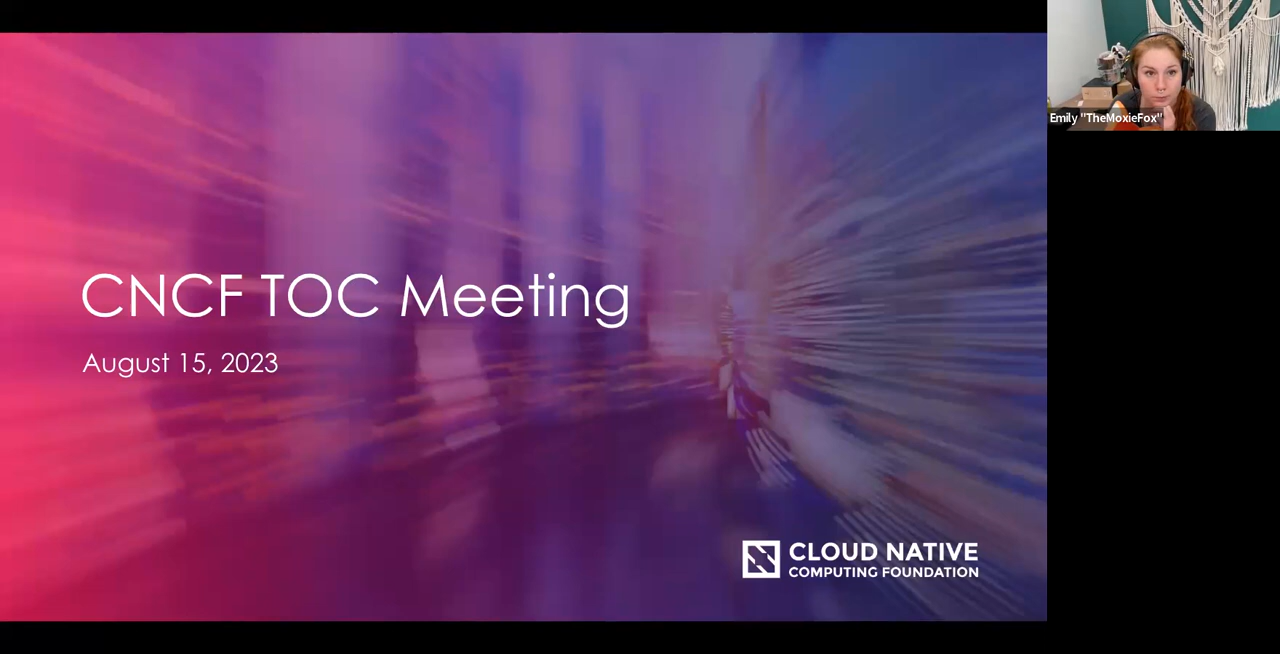 CNCF TOC Meeting
August 15, 2023
CLOUD NATIVE
COMPUTING FOUNDATION
Emily "TheMoxieFox"